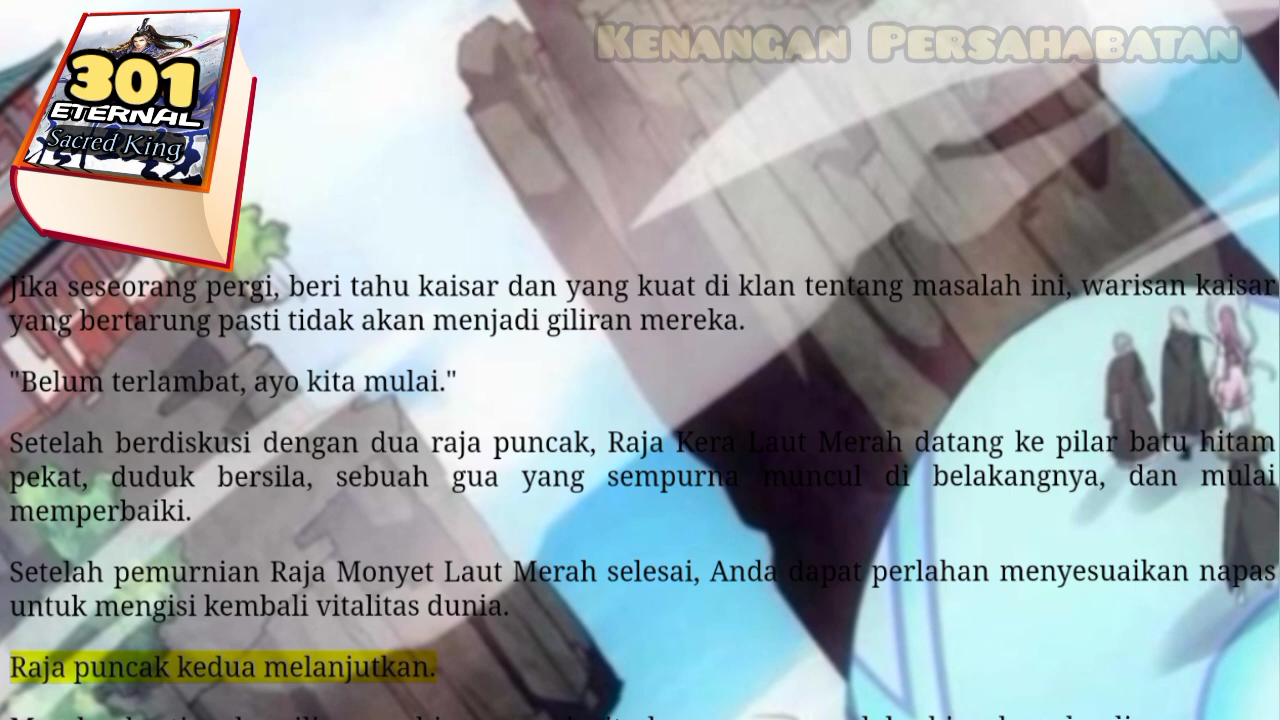 Kenangan Persahabatan
301
ETERNAL
Sacred King
Jika seseorang pergi, beri tahu kaisar dan yang kuat di klan tentang masalah ini, warisan kaisar
yang bertarung pasti tidak akan menjadi giliran mereka.
"Belum terlambat, ayo kita mulai."
Setelah berdiskusi dengan dua raja puncak, Raja Kera Laut Merah datang ke pilar batu hitam
pekat, duduk bersila, sebuah gua yang sempurna muncul di belakangnya, dan mulai
memperbaiki.
Setelah pemurnian Raja Monyet Laut Merah selesai, Anda dapat perlahan menyesuaikan napas
untuk mengisi kembali vitalitas dunia.
Raja puncak kedua melanjutkan.